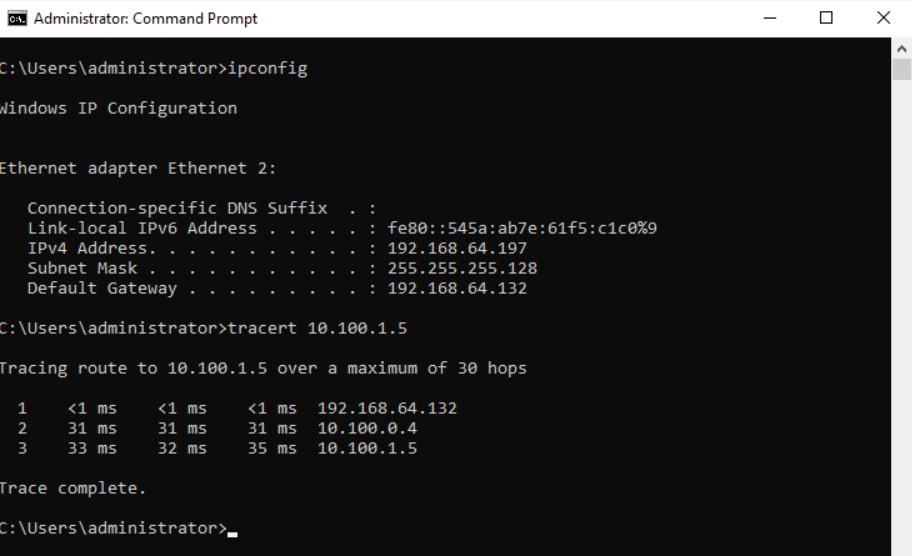 Administrator: Command Prompt
C:\Users\administrator>ipconfig
Windows IP Configuration
Ethernet adapter Ethernet 2:
Connection-specific DNS Suffix  . :
Link-local IPv6 Address . . . . . : fe80::545a:ab7e:61f5:c1c0%9
IPv4 Address. . . . . . . . . . . : 192.168.64.197
Subnet Mask . . . . . . . . . . . : 255.255.255.128
Default Gateway . . . . . . . . . : 192.168.64.132
C:\Users\administrator>tracert 10.100.1.5
Tracing route to 10.100.1.5 over a maximum of 30 hops
1    <1 ms    <1 ms    <1 ms  192.168.64.132
2    31 ms    31 ms    31 ms  10.100.0.4
3    33 ms    32 ms    35 ms  10.100.1.5
Trace complete.
C:\Users\administrator>